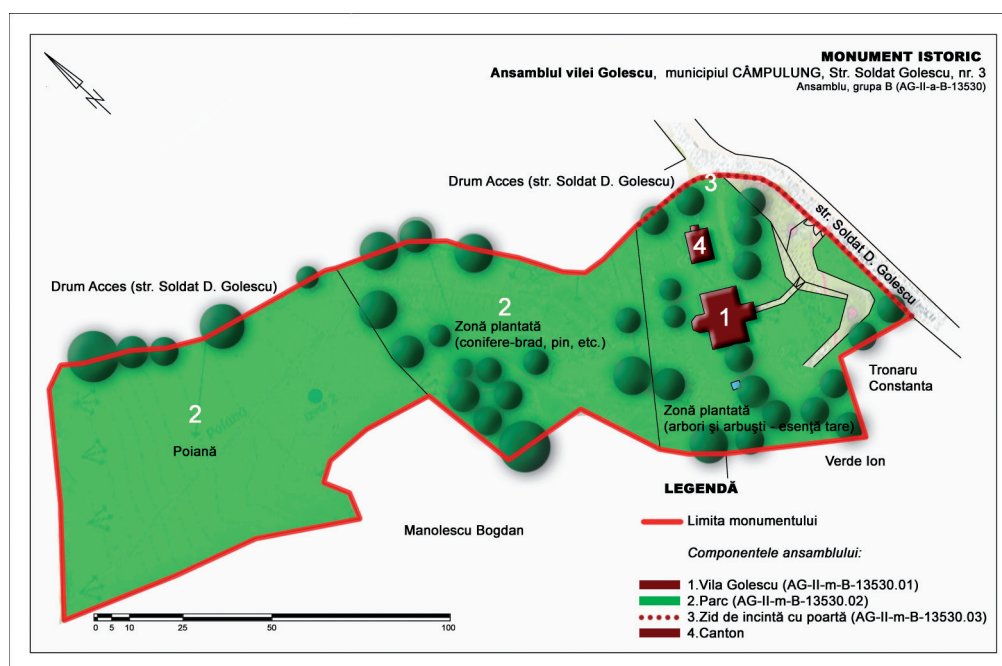 MONUMENT ISTORIC
Ansamblul vilei Golescu, municipiul CÂMPULUNG, Str. Soldat Golescu, nr. 3
Ansamblu, grupa B (AG-II-a-B-13530)
Drum Acces (str. Soldat D. Golescu)
3
str. Soldat D. Golescu
4
Drum Acces (str. Soldat D. Golescu)
2
1
Zonă plantată
(conifere-brad, pin, etc.)
Tronaru
Constanta
2
Poiană
Zonă plantată
(arbori şi arbuşti - esenţă tare)
Verde Ion
Manolescu Bogdan
LEGENDĂ
Limita monumentului
Componentele ansamblului:
1.Vila Golescu (AG-II-m-B-13530.01)
2.Parc (AG-II-m-B-13530.02)
3.Zid de incintă cu poartă (AG-II-m-B-13530.03)
4.Canton
0 5 10 25 50 100